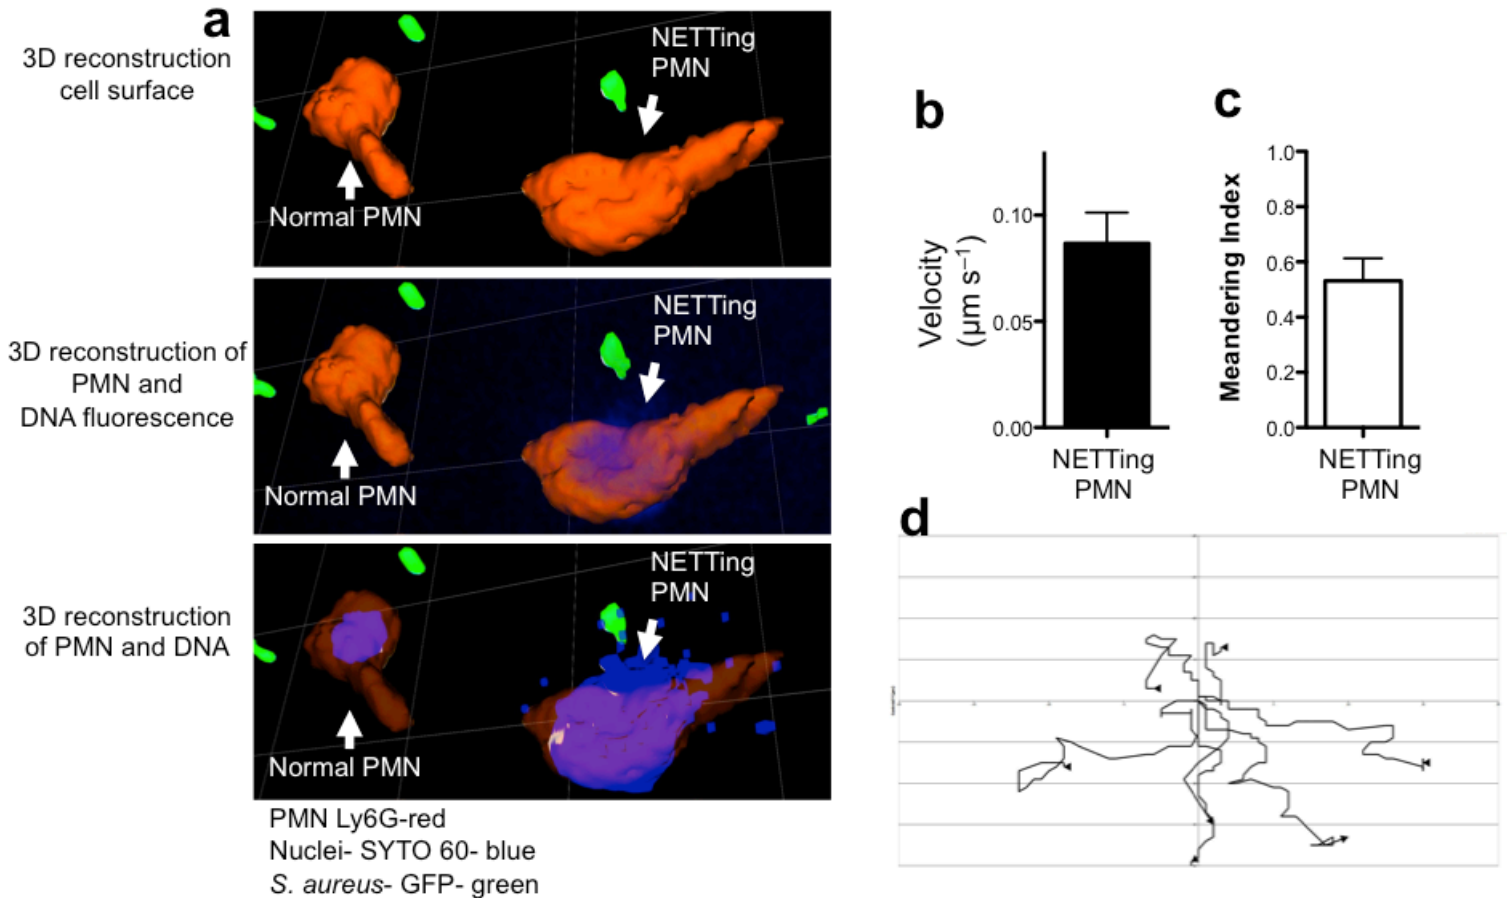 a
3D reconstruction
cell surface
NETTing
PMN
Normal PMN
3D reconstruction of
PMN and
DNA fluorescence
NETTing
PMN
Normal PMN
3D reconstruction
of PMN and DNA
NETTing
PMN
Normal PMN
PMN Ly6G-red
Nuclei- SYTO 60- blue
S. aureus- GFP- green
b
Velocity
(µm s⁻¹)
0.10
0.05
0.00
NETTing
PMN
c
Meandering Index
1.0
0.8
0.6
0.4
0.2
0.0
NETTing
PMN
d